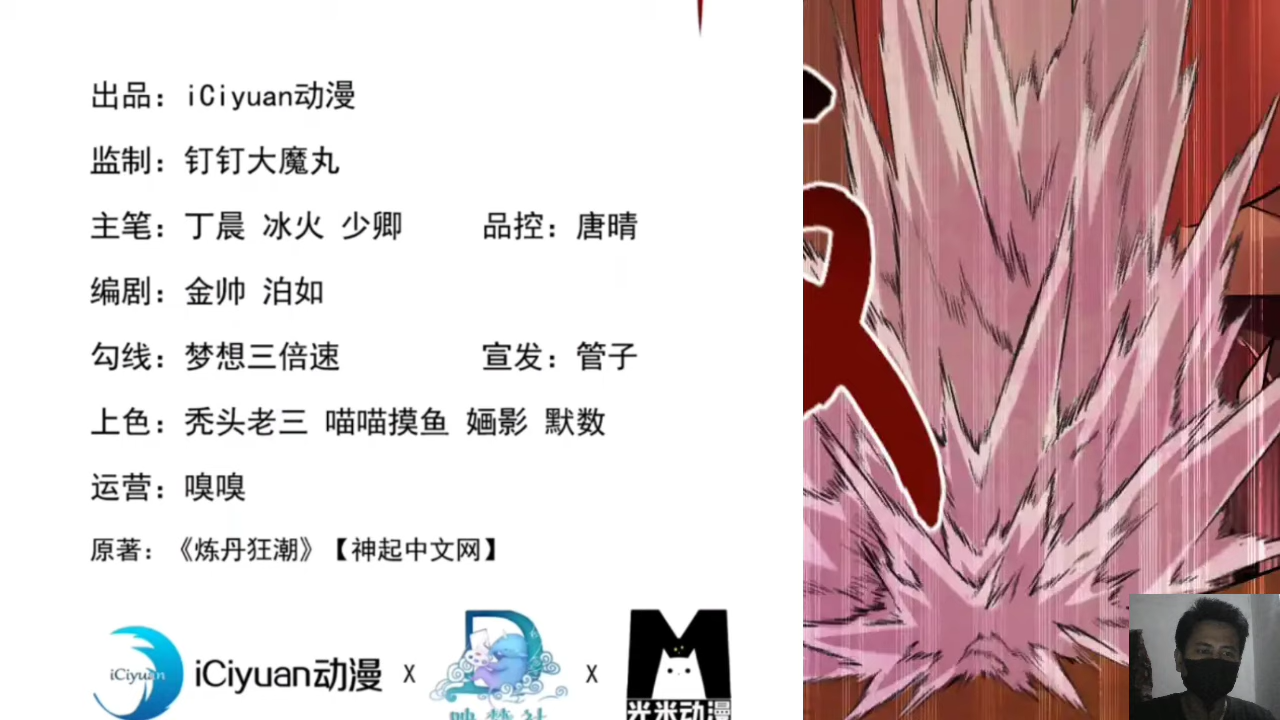 出品：iCiyuan动漫
监制：钉钉大魔丸
主笔：丁晨 冰火 少卿 品控：唐晴
编剧：金帅 泊如
勾线：梦想三倍速 宣发：管子
上色：秃头老三 喵喵摸鱼 婳影 默数
运营：嗅嗅
原著：《炼丹狂潮》【神起中文网】
iCiyuan iCiyuan动漫 x x